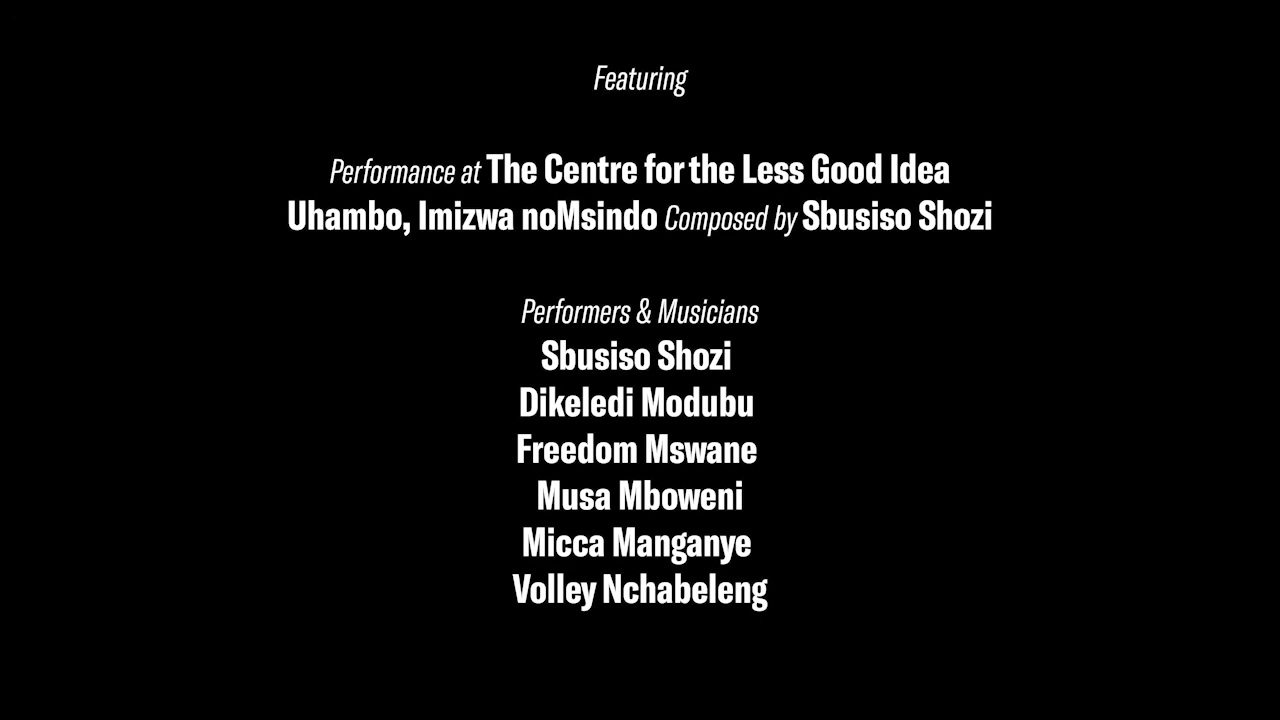 Featuring
Performance at The Centre for the Less Good Idea
Uhambo, Imizwa noMsindo Composed by Sbusiso Shozi
Performers & Musicians
Sbusiso Shozi
Dikeledi Modubu
Freedom Mswane
Musa Mboweni
Micca Manganye
Volley Nchabeleng